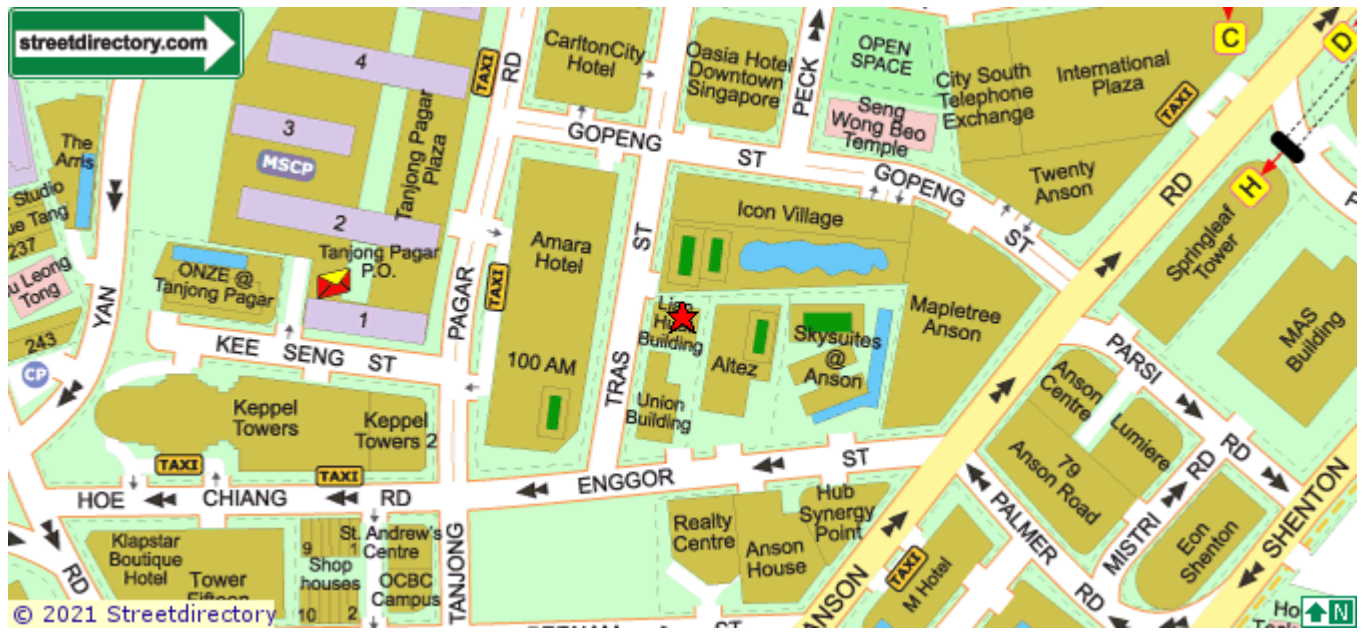 streetdirectory.com
4
TAXI
RD
CarltonCity
Hotel
Oasia Hotel
Downtown
Singapore
PECK
OPEN
SPACE
City South
Telephone
Exchange
International
Plaza
TAXI
C
D
The
Arris
3
MSCP
Tanjong Pagar
Plaza
GOPENG
ST
Seng
Wong Beo
Temple
GOPENG
ST
Twenty
Anson
RD
H
Studio
237
2
Tanjong Pagar
P.O.
Amara
Hotel
ST
Icon Village
Springleaf
Tower
MAS
Building
ONZE @
Tanjong Pagar
YAN
PAGAR
TAXI
Building
Mapletree
Anson
Leong
Tong
243
CP
1
KEE SENG ST
100 AM
TRAS
Altez
Skysuites
@
Anson
PARSI
RD
Anson
Centre
Lumiere
Keppel
Towers
Keppel
Towers 2
Union
Building
TAXI
TAXI
HOE CHIANG RD
ENGGOR ST
79
Anson Road
MISTRI RD
PALMER
RD
Eon
Shenton
SHENTON
Klapstar
Boutique
Hotel
Tower
RD
9
1
Shop
houses
10
2
St. Andrew's
Centre
OCBC
Campus
TANJONG
Realty
Centre
Anson
House
Hub
Synergy
Point
ANSON
TAXI
M Hotel
ST
© 2021 Streetdirectory
N